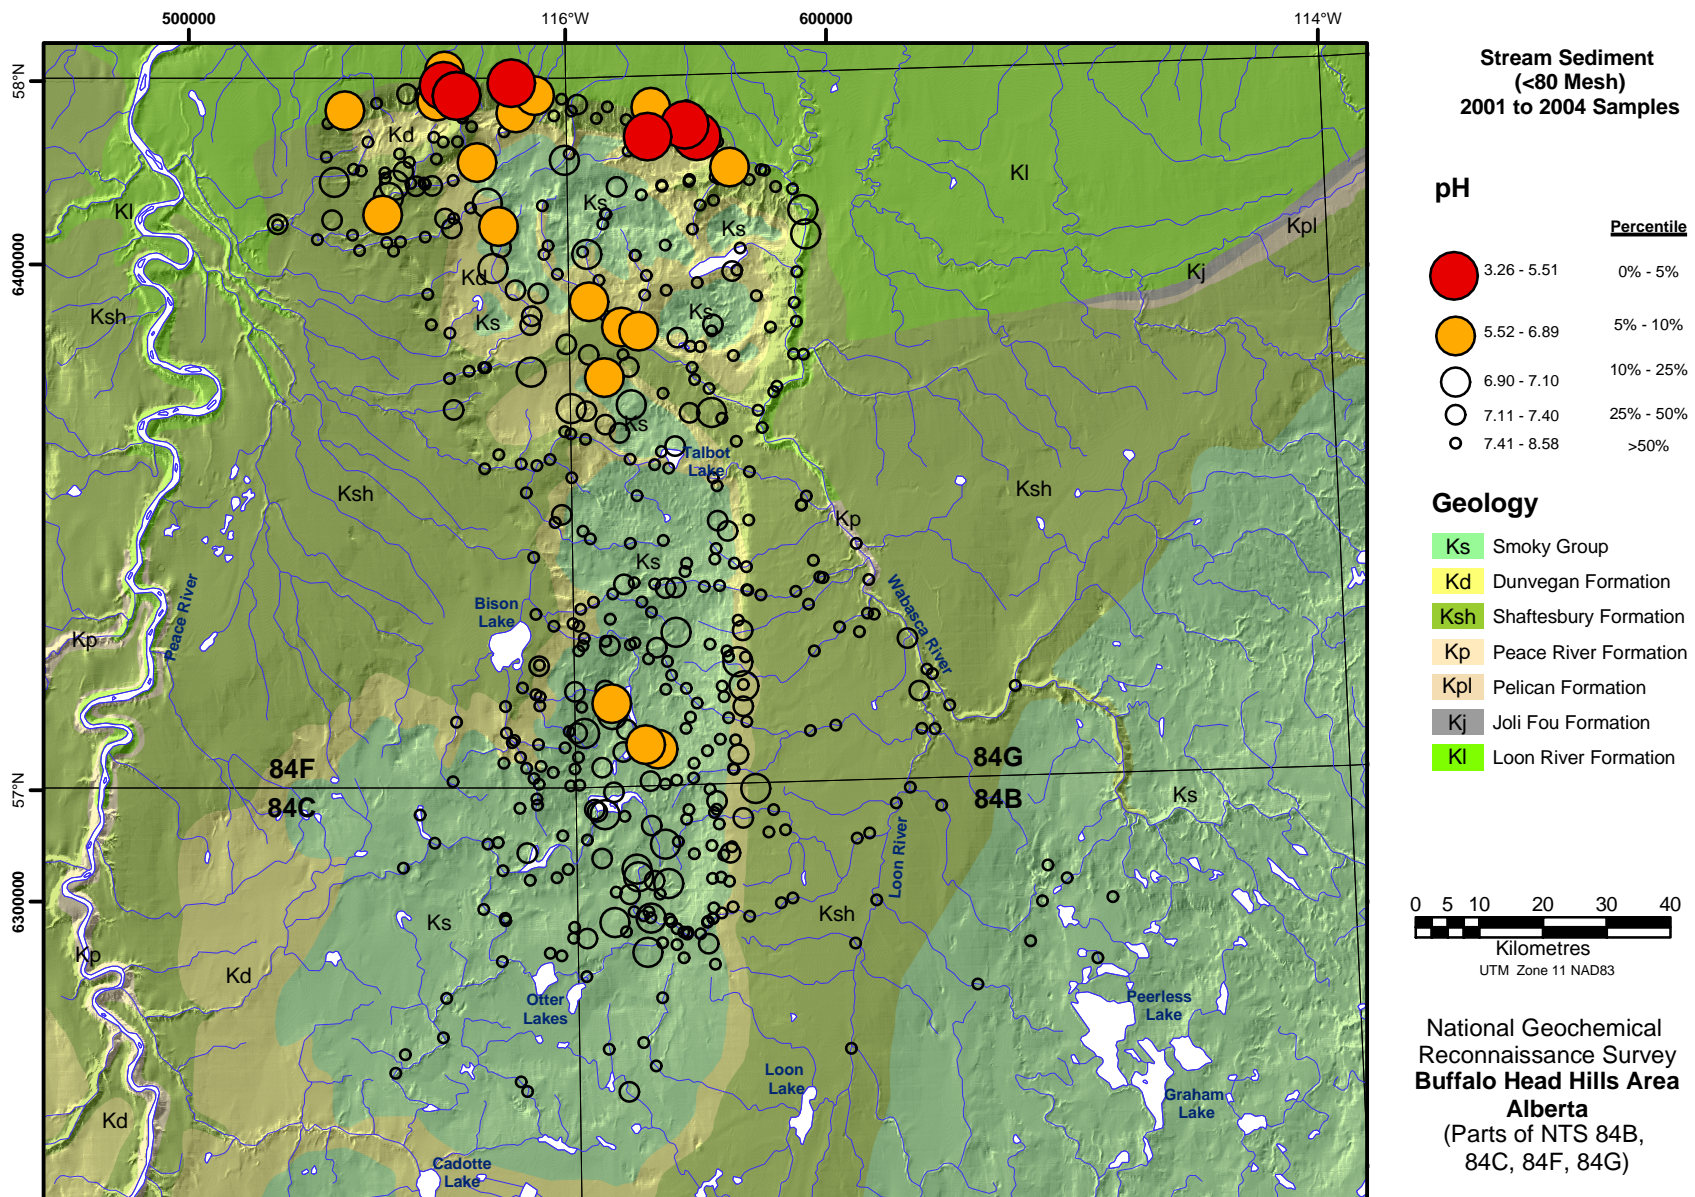 500000
116°W
600000
114°W
58°N
6400000
57°N
6300000
Kd
Kl
Kl
Ks
Ks
Kpl
Kj
Kd
Ksh
Ks
Ks
Ks
Talbot
Lake
Ksh
Ksh
Kp
Ks
Peace River
Wabasca River
Bison
Lake
Kp
84F
84G
84C
84B
Ks
Loon River
Ksh
Ks
Kp
Kd
Otter
Lakes
Peerless
Lake
Loon
Lake
Graham
Lake
Kd
Cadotte
Lake
Stream Sediment
(<80 Mesh)
2001 to 2004 Samples
pH
Percentile
3.26 - 5.51 0% - 5%
5.52 - 6.89 5% - 10%
6.90 - 7.10 10% - 25%
7.11 - 7.40 25% - 50%
7.41 - 8.58 >50%
Geology
Ks Smoky Group
Kd Dunvegan Formation
Ksh Shaftesbury Formation
Kp Peace River Formation
Kpl Pelican Formation
Kj Joli Fou Formation
Kl Loon River Formation
0 5 10 20 30 40
Kilometres
UTM Zone 11 NAD83
National Geochemical
Reconnaissance Survey
Buffalo Head Hills Area
Alberta
(Parts of NTS 84B,
84C, 84F, 84G)